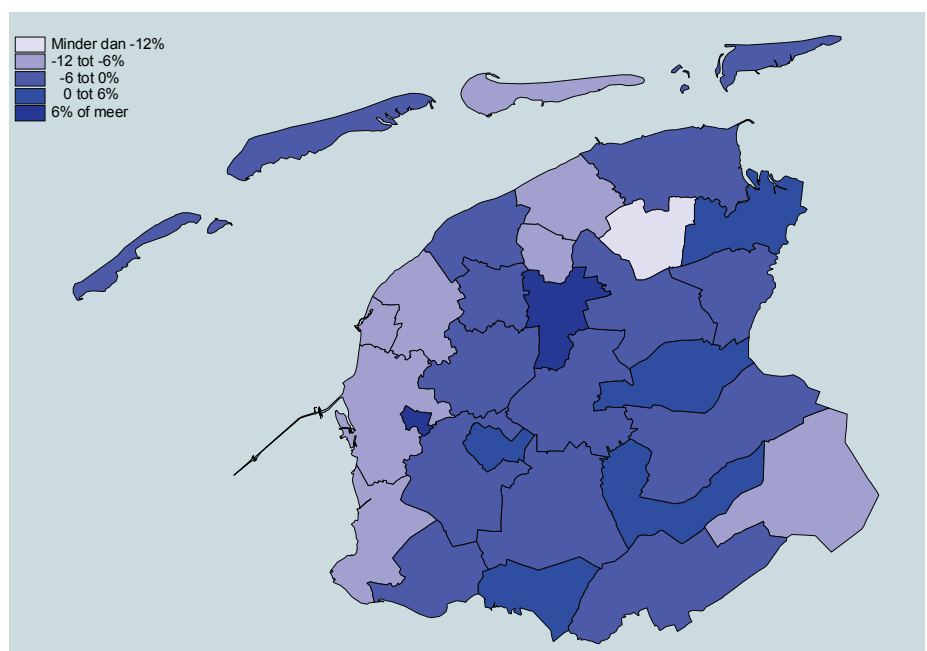 Minder dan -12%
-12 tot -6%
-6 tot 0%
0 tot 6%
6% of meer